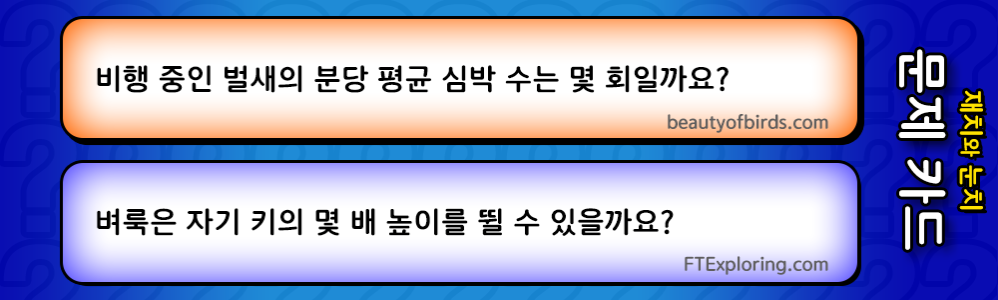 비행 중인 벌새의 분당 평균 심박 수는 몇 회일까요?
beautyofbirds.com
벼룩은 자기 키의 몇 배 높이를 뛸 수 있을까요?
FTExploring.com
재치와 눈치
문제 카드